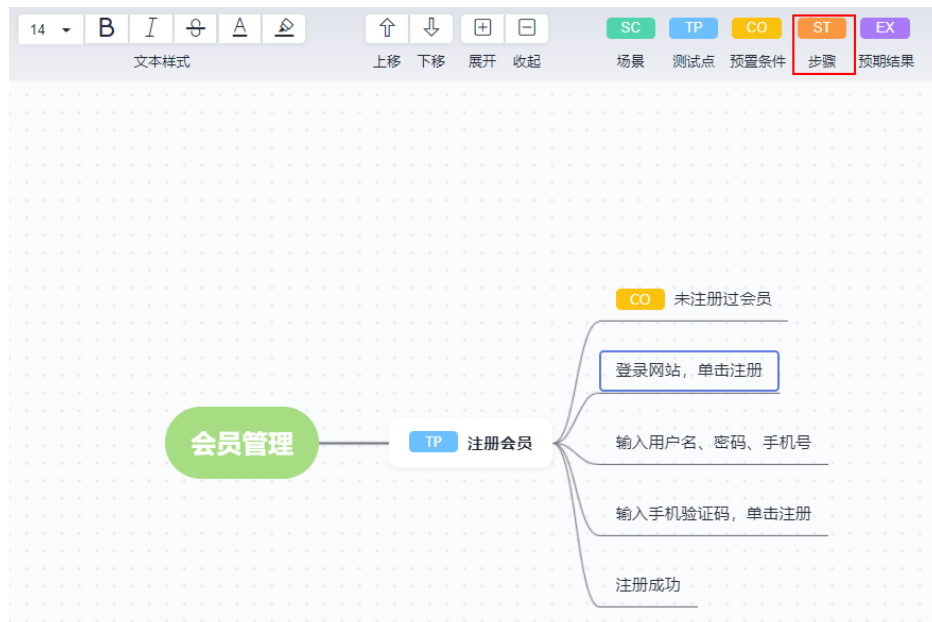 14 B I S A SC TP CO ST EX
文本样式 上移 下移 展开 收起 场景 测试点 预置条件 步骤 预期结果
CO 未注册过会员
登录网站，单击注册
会员管理 TP 注册会员 输入用户名、密码、手机号
输入手机验证码，单击注册
注册成功